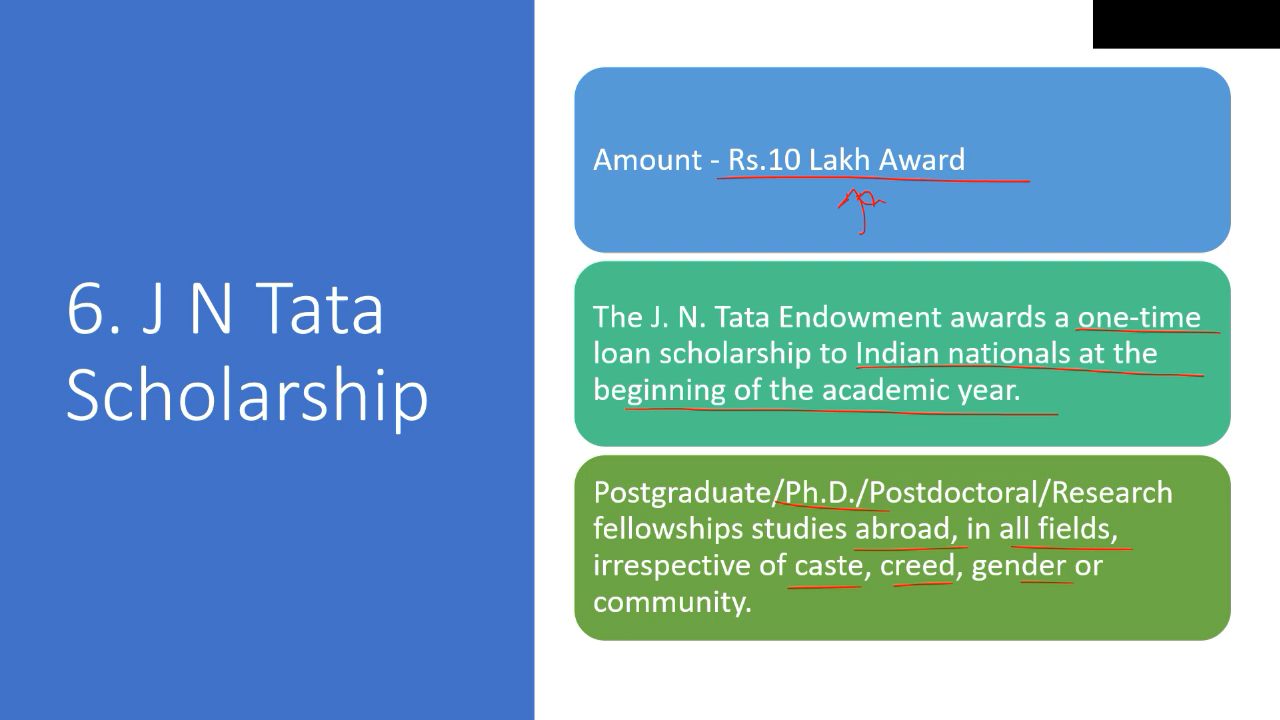 6. J N Tata
Scholarship
Amount - Rs.10 Lakh Award
The J. N. Tata Endowment awards a one-time
loan scholarship to Indian nationals at the
beginning of the academic year.
Postgraduate/Ph.D./Postdoctoral/Research
fellowships studies abroad, in all fields,
irrespective of caste, creed, gender or
community.